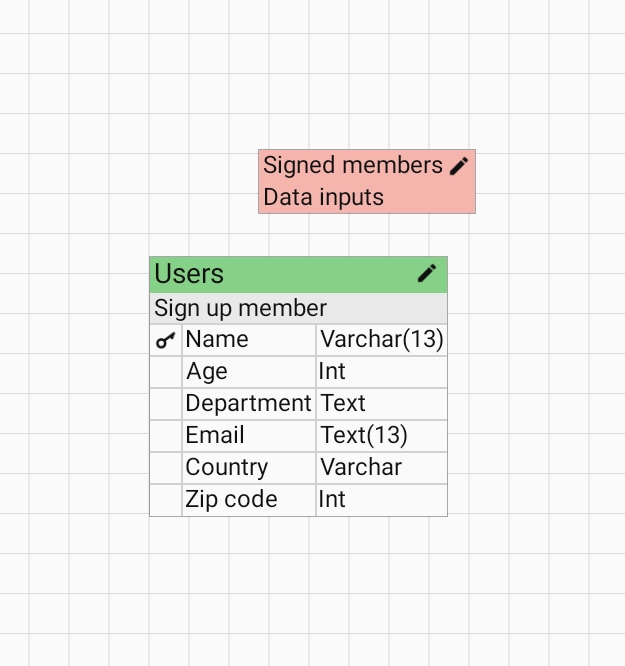 Signed members
Data inputs
Users
Sign up member
Name Varchar(13)
Age Int
Department Text
Email Text(13)
Country Varchar
Zip code Int